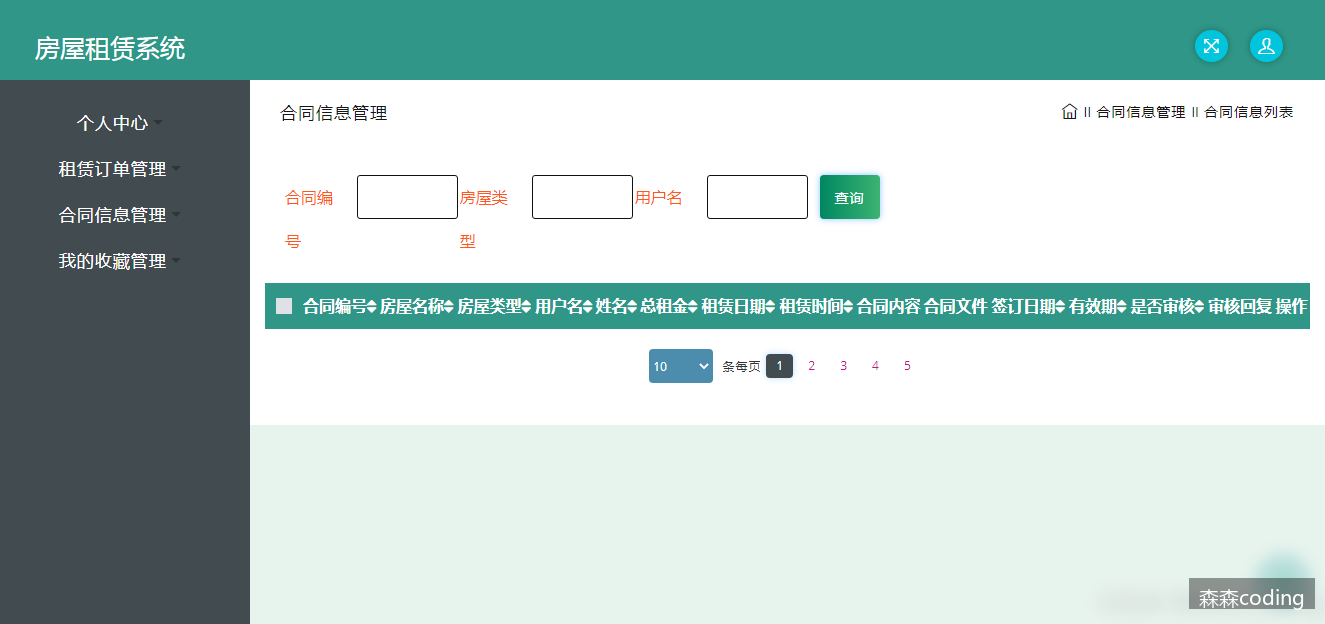 房屋租赁系统
个人中心
租赁订单管理
合同信息管理
我的收藏管理
合同信息管理
II 合同信息管理 II 合同信息列表
合同编号
房屋类型
用户名
查询
合同编号 房屋名称 房屋类型 用户名 姓名 总租金 租赁日期 租赁时间 合同内容 合同文件 签订日期 有效期 是否审核 审核回复 操作
10 条每页 1 2 3 4 5
森森coding